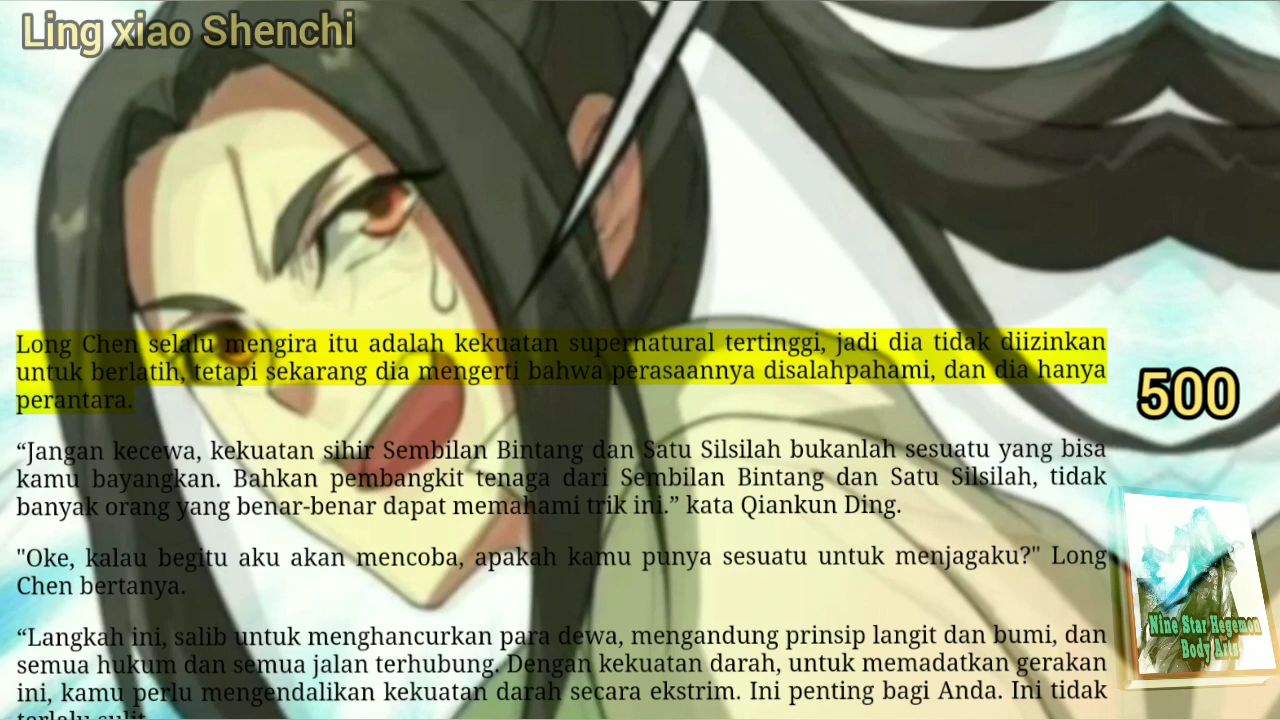 Ling xiao Shenchi
Long Chen selalu mengira itu adalah kekuatan supernatural tertinggi, jadi dia tidak diizinkan
untuk berlatih, tetapi sekarang dia mengerti bahwa perasaannya disalahpahami, dan dia hanya
perantara.
500
“Jangan kecewa, kekuatan sihir Sembilan Bintang dan Satu Silsilah bukanlah sesuatu yang bisa
kamu bayangkan. Bahkan pembangkit tenaga dari Sembilan Bintang dan Satu Silsilah, tidak
banyak orang yang benar-benar dapat memahami trik ini.” kata Qiankun Ding.
"Oke, kalau begitu aku akan mencoba, apakah kamu punya sesuatu untuk menjagaku?" Long
Chen bertanya.
“Langkah ini, salib untuk menghancurkan para dewa, mengandung prinsip langit dan bumi, dan
semua hukum dan semua jalan terhubung. Dengan kekuatan darah, untuk memadatkan gerakan
ini, kamu perlu mengendalikan kekuatan darah secara ekstrim. Ini penting bagi Anda. Ini tidak
terlalu sulit
Nine Star Hegemon
Body Arts